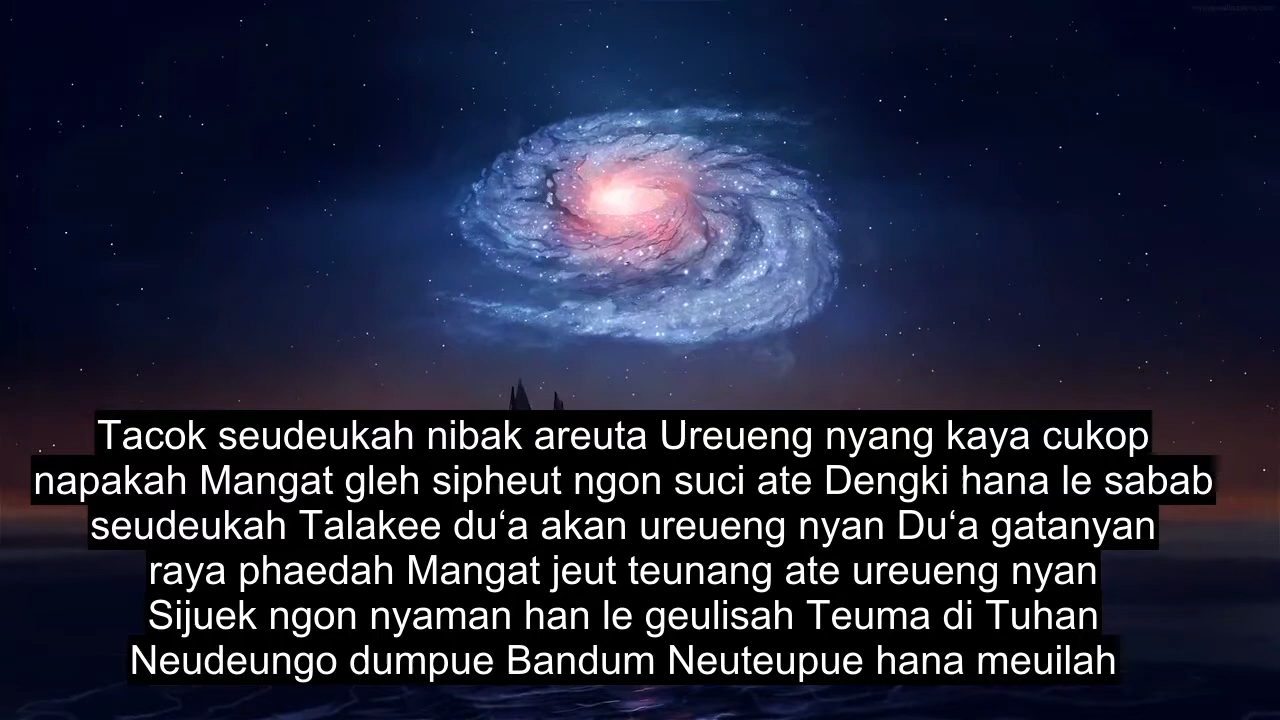 Tacok seudeukah nibak areuta Ureueng nyang kaya cukop
napakah Mangat gleh sipheut ngon suci ate Dengki hana le sabab
seudeukah Talakee du‘a akan ureueng nyan Du‘a gatanyan
raya phaedah Mangat jeut teunang ate ureueng nyan
Sijuek ngon nyaman han le geulisah Teuma di Tuhan
Neudeungo dumpue Bandum Neuteupue hana meuilah